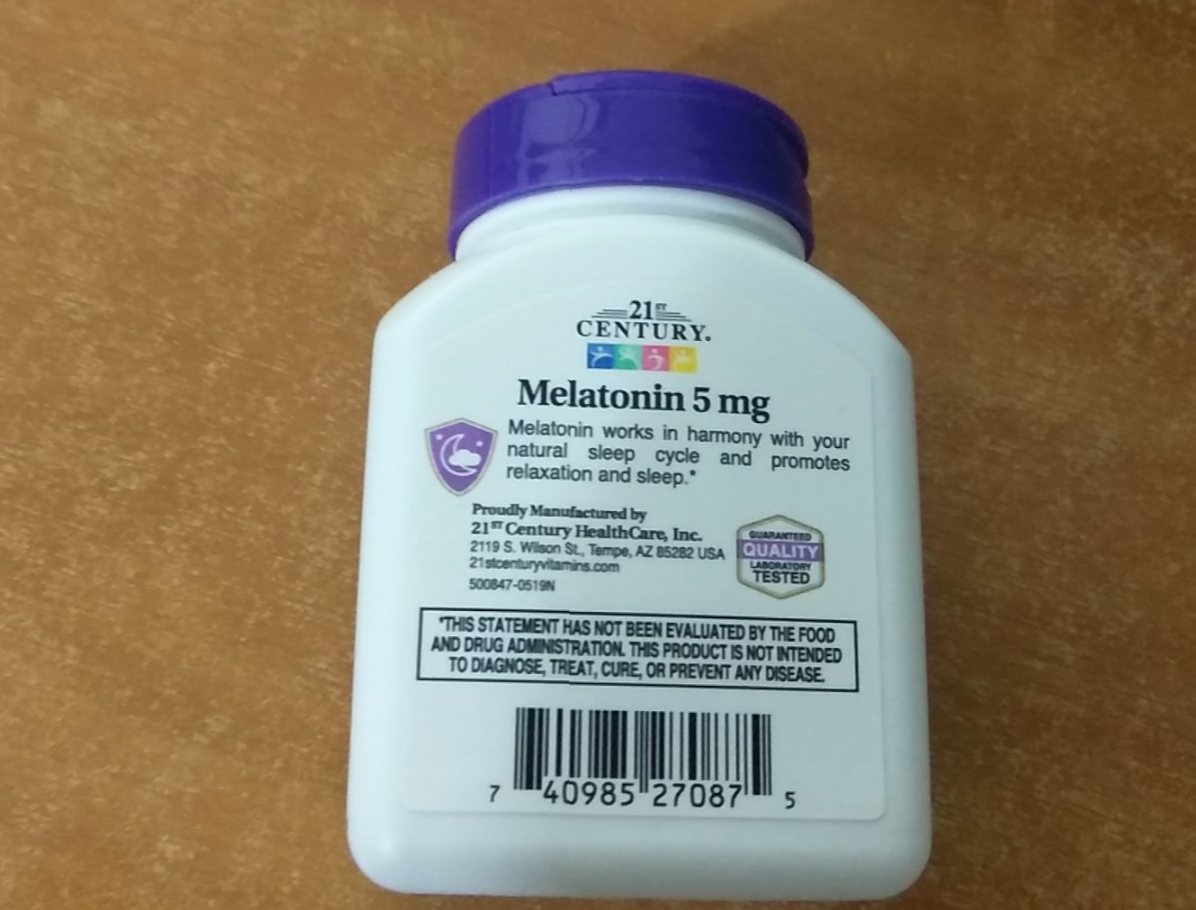 21ST
CENTURY.
Melatonin 5 mg
Melatonin works in harmony with your
natural sleep cycle and promotes
relaxation and sleep.*
Proudly Manufactured by
21ST Century HealthCare, Inc.
2119 S. Wilson St., Tempe, AZ 85282 USA
21stcenturyvitamins.com
500847-0519N
GUARANTEED
QUALITY
LABORATORY
TESTED
*THIS STATEMENT HAS NOT BEEN EVALUATED BY THE FOOD
AND DRUG ADMINISTRATION. THIS PRODUCT IS NOT INTENDED
TO DIAGNOSE, TREAT, CURE, OR PREVENT ANY DISEASE.
7 40985 27087 5